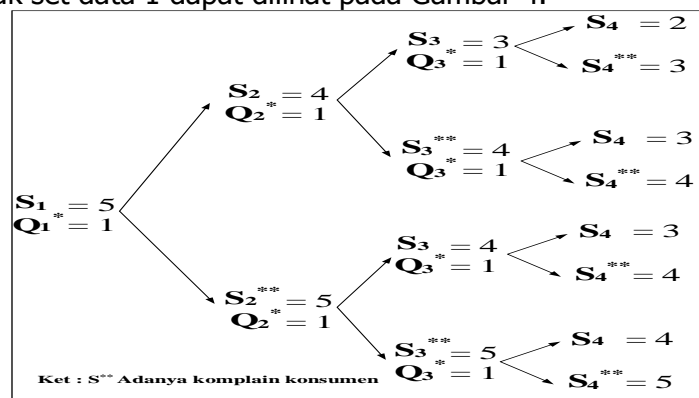 ak set data 1 dapat dilihat pada Gambar 4.
S₄ = 2
S₃ = 3
Q₃* = 1
S₄** = 3
S₂ = 4
Q₂* = 1
S₃** = 4
Q₃* = 1
S₄ = 3
S₄** = 4
S₁ = 5
Q₁* = 1
S₃ = 4
Q₃* = 1
S₄ = 3
S₄** = 4
S₂** = 5
Q₂* = 1
S₃** = 5
Q₃* = 1
S₄ = 4
S₄** = 5
Ket : S** Adanya komplain konsumen